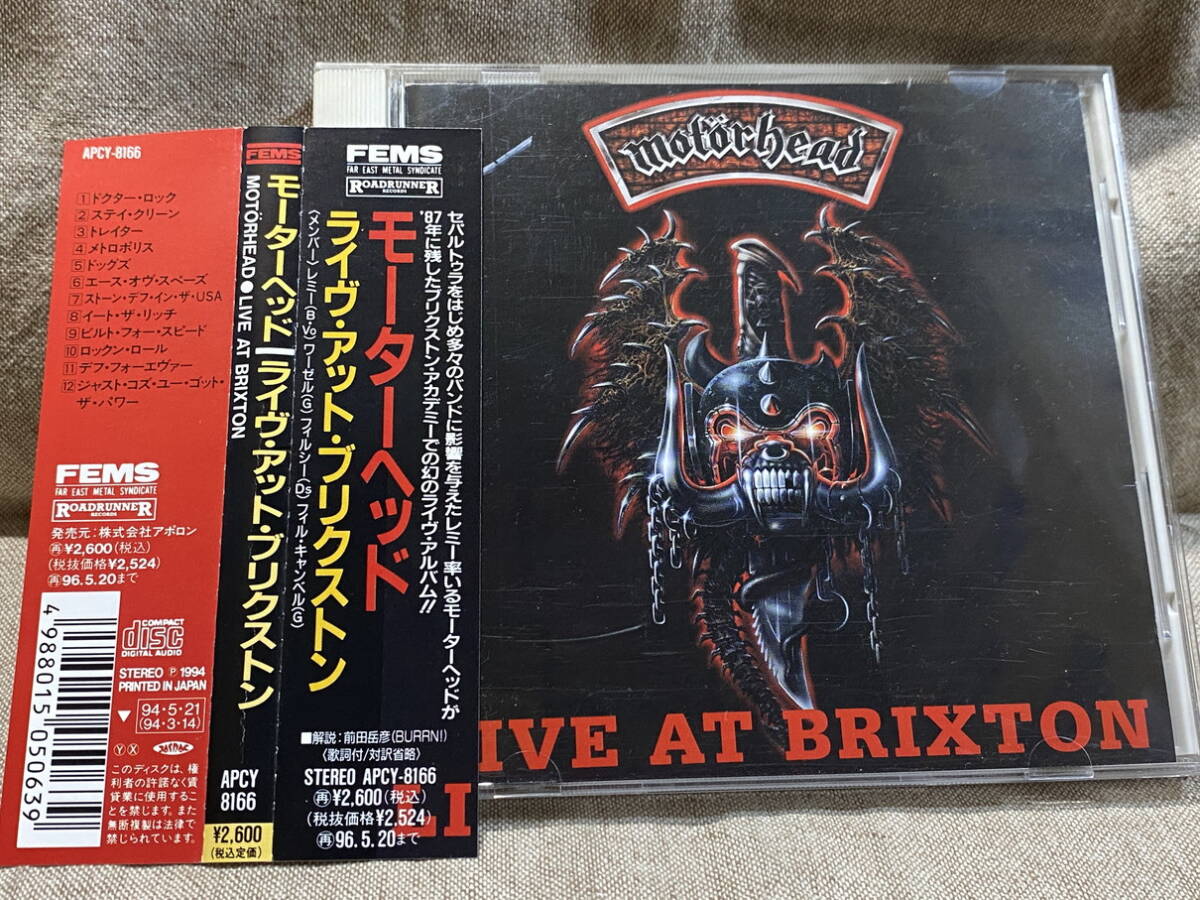 APCY-8166
1 ドクター・ロック
2 ステイ・クリーン
3 トレイター
4 メトロポリス
5 ドッグズ
6 エース・オヴ・スペーズ
7 ストーン・デフ・イン・ザ・USA
8 イート・ザ・リッチ
9 ビルト・フォー・スピード
10 ロックン・ロール
11 デフ・フォーエヴァー
12 ジャスト・コズ・ユー・ゴット・
ザ・パワー
FEMS
FAR EAST METAL SYNDICATE
ROADRUNNER
RECORDS
発売元：株式会社アポロン
再¥2,600(税込)
(税抜価格¥2,524)
再96.5.20まで
4988015050639
COMPACT
disc
DIGITAL AUDIO
STEREO Ⓟ1994
PRINTED IN JAPAN
▼ 94・5・21
(94・3・14)
Ⓨ Ⓧ
このディスクは、権
利者の許諾なく賃
貸業に使用するこ
とを禁じます。また
無断複製は法律で
禁じられています。
FEMS
モーターヘッド|ライヴ・アット・ブリクストン
MOTÖRHEAD●LIVE AT BRIXTON
APCY
8166
¥2,600
(税込定価)
FEMS
FAR EAST METAL SYNDICATE
ROADRUNNER
RECORDS
セパルトゥラをはじめ多々のバンドに影響を与えたレミー率いるモーターヘッドが
'87年に残したブリクストン・アカデミーでの幻のライヴ・アルバム!!
モーターヘッド
ライヴ・アット・ブリクストン
〈メンバー〉レミー(B・Vo) ワーゼル(G) フィルシー(Ds) フィル・キャンベル(G)
■解説：前田岳彦(BURRN!)
〈歌詞付/対訳省略〉
STEREO APCY-8166
再¥2,600(税込)
(税抜価格¥2,524)
再96.5.20まで
motörhead
LIVE AT BRIXTON